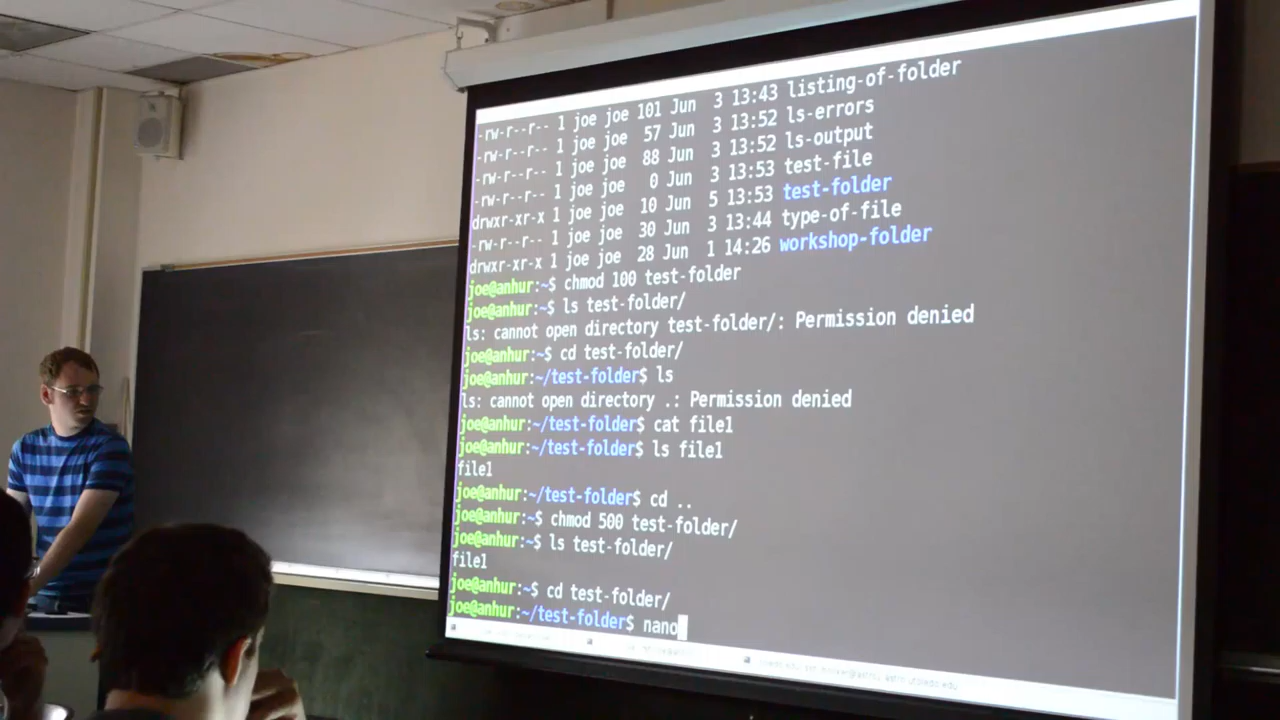 -rw-r--r-- 1 joe joe 101 Jun 3 13:43 listing-of-folder
-rw-r--r-- 1 joe joe 57 Jun 3 13:52 ls-errors
-rw-r--r-- 1 joe joe 88 Jun 3 13:52 ls-output
-rw-r--r-- 1 joe joe 0 Jun 3 13:53 test-file
drwxr-xr-x 1 joe joe 10 Jun 5 13:53 test-folder
-rw-r--r-- 1 joe joe 30 Jun 3 13:44 type-of-file
drwxr-xr-x 1 joe joe 28 Jun 1 14:26 workshop-folder
joe@anhur:~$ chmod 100 test-folder
joe@anhur:~$ ls test-folder/
ls: cannot open directory test-folder/: Permission denied
joe@anhur:~$ cd test-folder/
joe@anhur:~/test-folder$ ls
ls: cannot open directory .: Permission denied
joe@anhur:~/test-folder$ cat file1
joe@anhur:~/test-folder$ ls file1
file1
joe@anhur:~/test-folder$ cd ..
joe@anhur:~$ chmod 500 test-folder/
joe@anhur:~$ ls test-folder/
file1
joe@anhur:~$ cd test-folder/
joe@anhur:~/test-folder$ nano